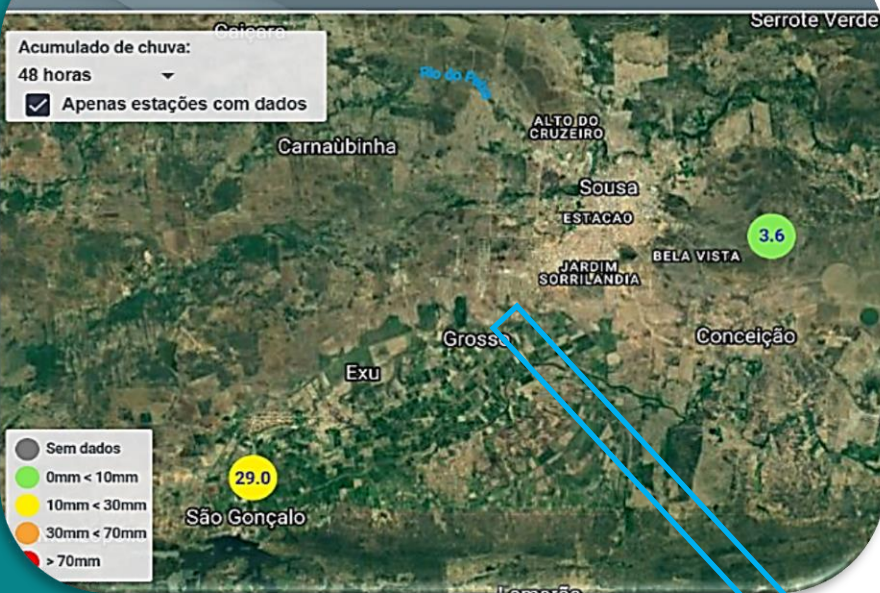 Caiçara
Serrote Verde
Acumulado de chuva:
48 horas
Apenas estações com dados
Rio do Peixe
ALTO DO
CRUZEIRO
Carnaùbinha
Sousa
ESTACAO
3.6
BELA VISTA
JARDIM
SORRILANDIA
Grosso
Conceição
Exu
Sem dados
0mm < 10mm
29.0
10mm < 30mm
São Gonçalo
30mm < 70mm
> 70mm